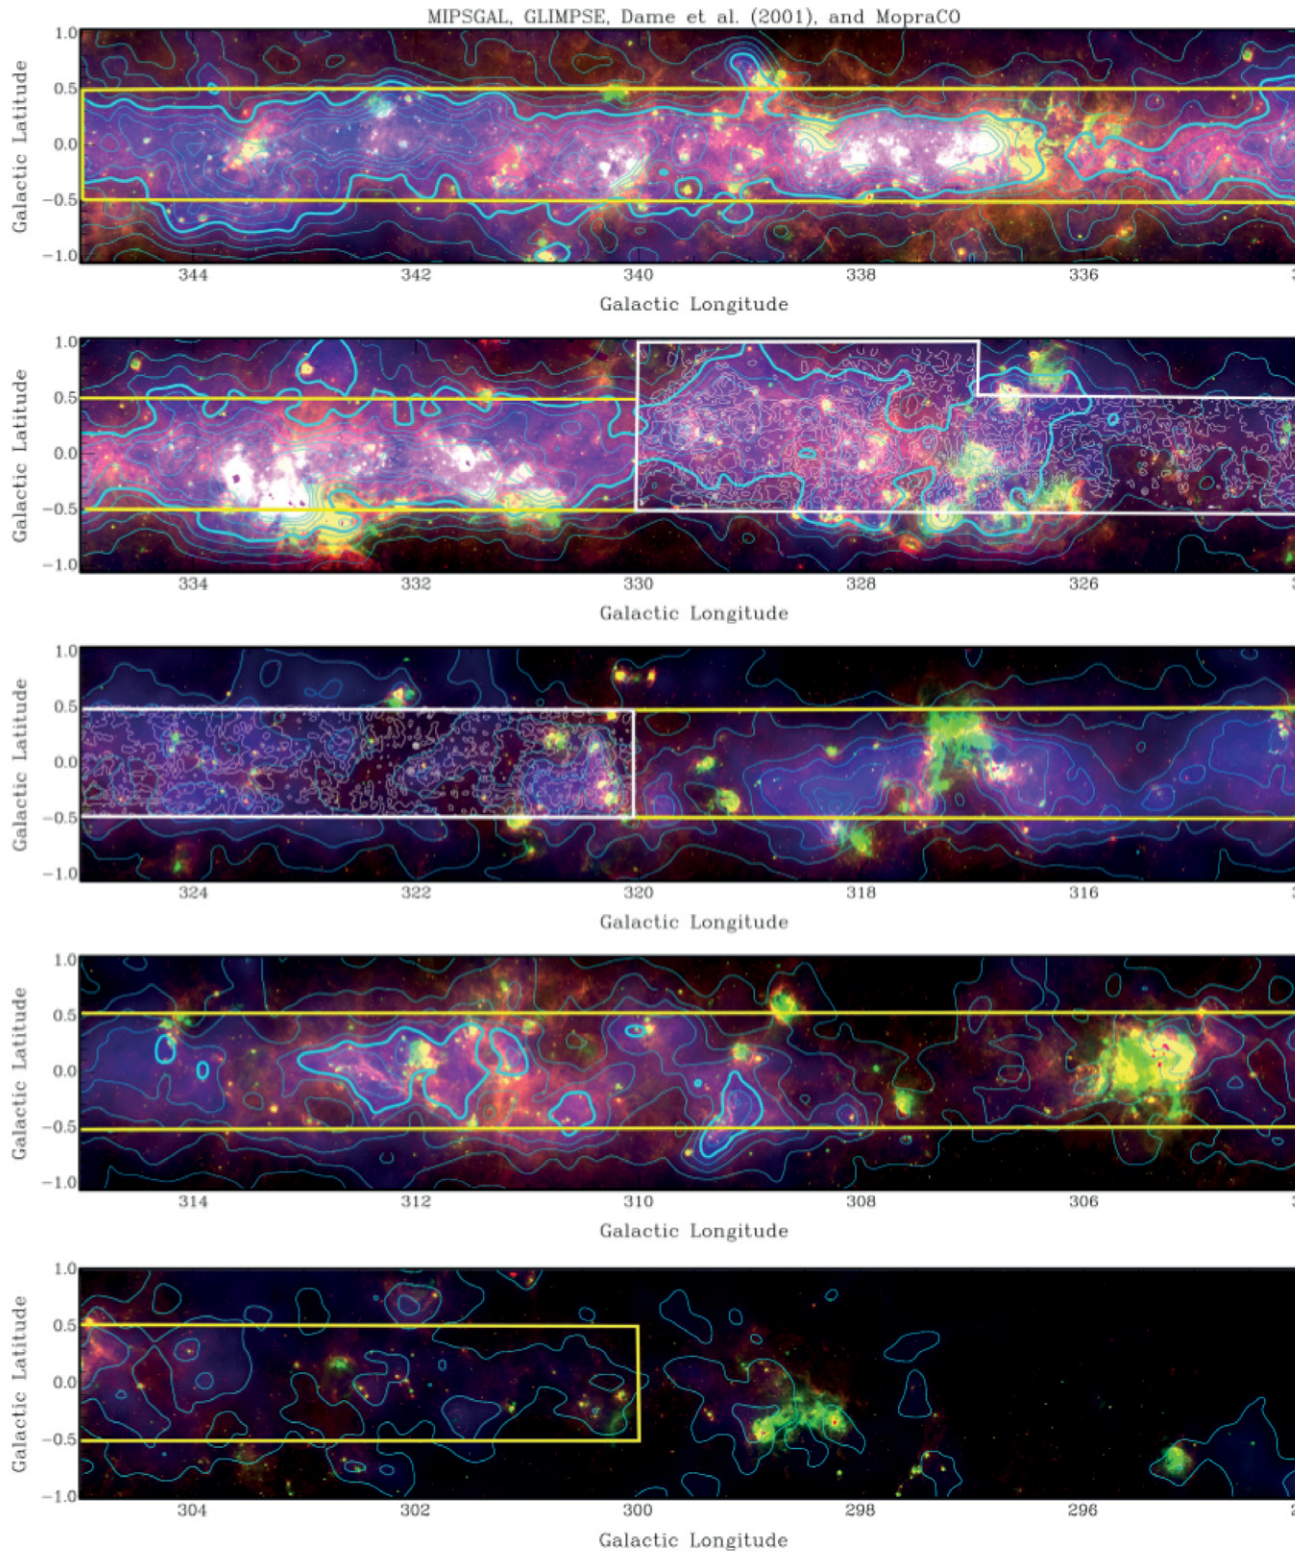 MIPSGAL, GLIMPSE, Dame et al. (2001), and MopraCO
1.0
0.5
0.0
−0.5
−1.0
Galactic Latitude
344 342 340 338 336 3
Galactic Longitude
1.0
0.5
0.0
−0.5
−1.0
Galactic Latitude
334 332 330 328 326 3
Galactic Longitude
1.0
0.5
0.0
−0.5
−1.0
Galactic Latitude
324 322 320 318 316 3
Galactic Longitude
1.0
0.5
0.0
−0.5
−1.0
Galactic Latitude
314 312 310 308 306 3
Galactic Longitude
1.0
0.5
0.0
−0.5
−1.0
Galactic Latitude
304 302 300 298 296 2
Galactic Longitude